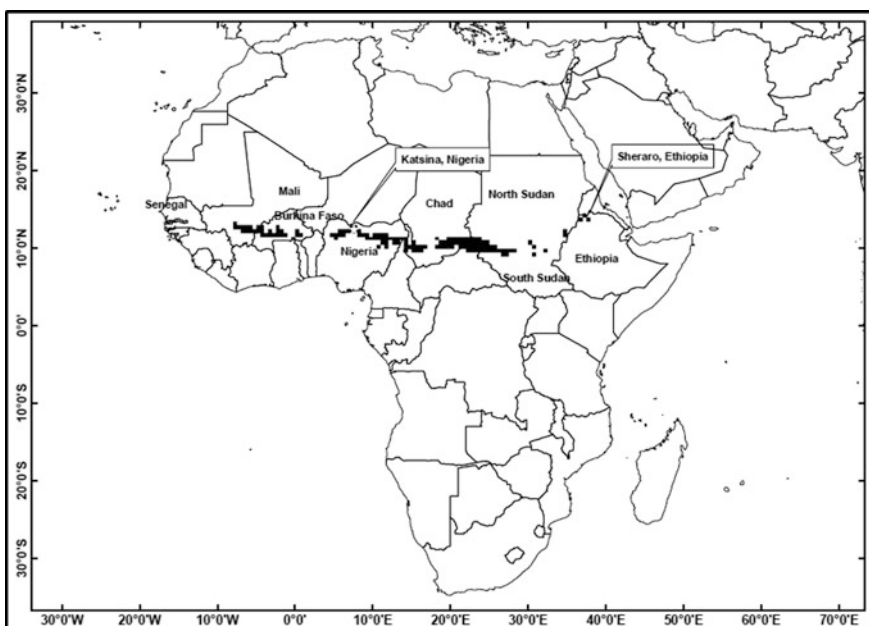 30°0'N
20°0'N
10°0'N
0°0'
10°0'S
20°0'S
30°0'S
Katsina, Nigeria
Sheraro, Ethiopia
Mali
Senegal
Burkina Faso
Chad
North Sudan
Nigeria
Ethiopia
South Sudan
30°0'W 20°0'W 10°0'W 0°0' 10°0'E 20°0'E 30°0'E 40°0'E 50°0'E 60°0'E 70°0'E